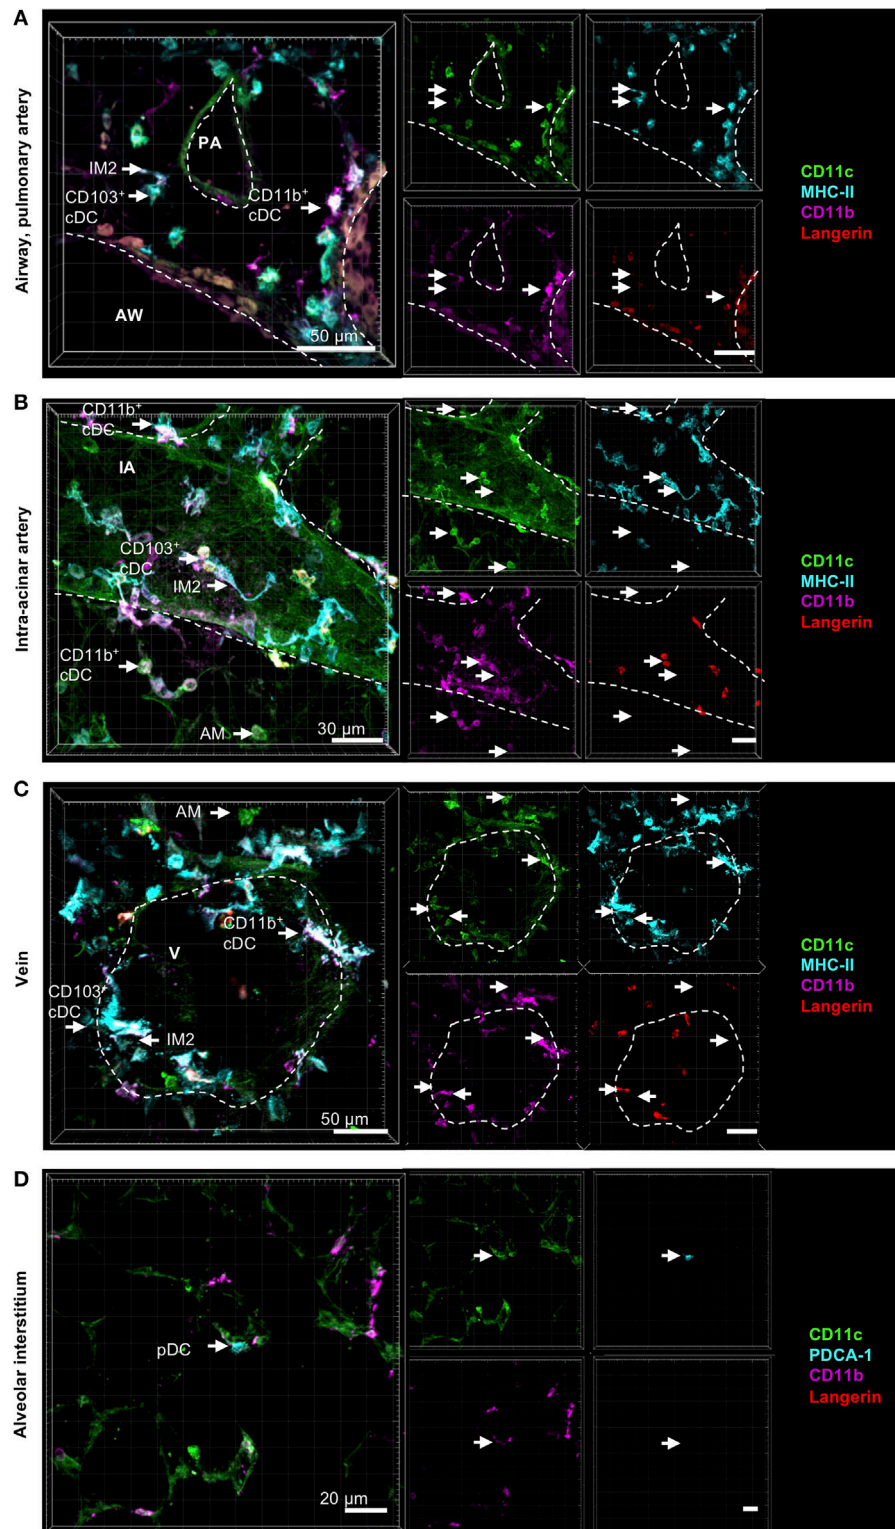 A
Airway, pulmonary artery
PA
IM2
CD103+
cDC
CD11b+
cDC
AW
50 µm
CD11c
MHC-II
CD11b
Langerin
B
Intra-acinar artery
CD11b+
cDC
IA
CD103+
cDC
IM2
CD11b+
cDC
AM
30 µm
CD11c
MHC-II
CD11b
Langerin
C
Vein
AM
CD11b+
cDC
V
CD103+
cDC
IM2
50 µm
CD11c
MHC-II
CD11b
Langerin
D
Alveolar interstitium
pDC
20 µm
CD11c
PDCA-1
CD11b
Langerin